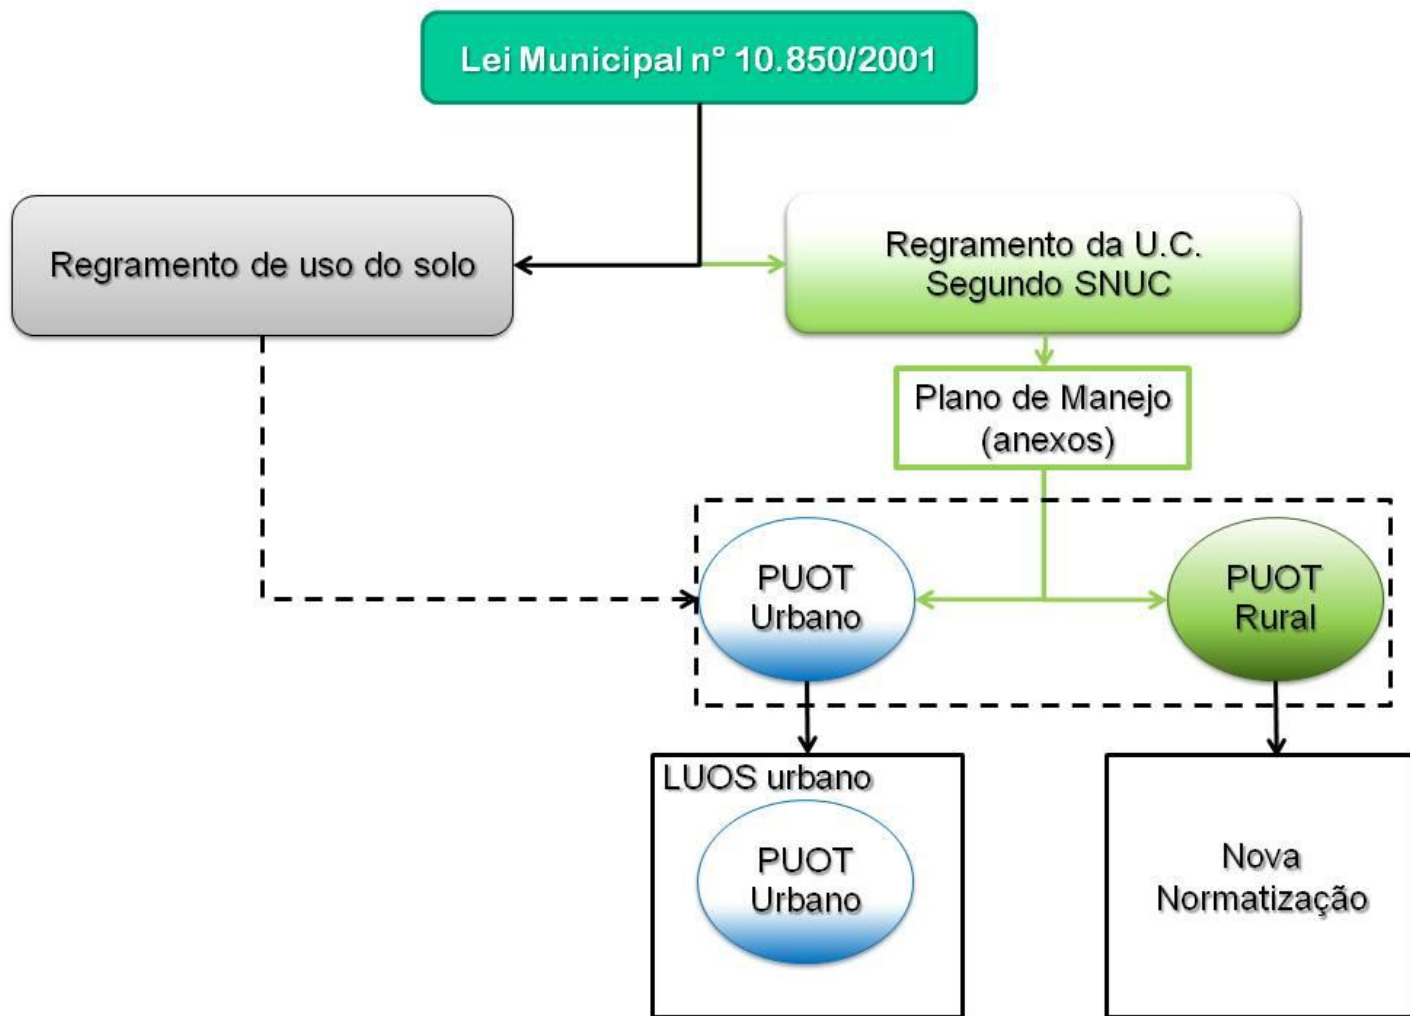 Lei Municipal n° 10.850/2001
Regramento de uso do solo
Regramento da U.C.
Segundo SNUC
Plano de Manejo
(anexos)
PUOT
Urbano
PUOT
Rural
LUOS urbano
PUOT
Urbano
Nova
Normatização